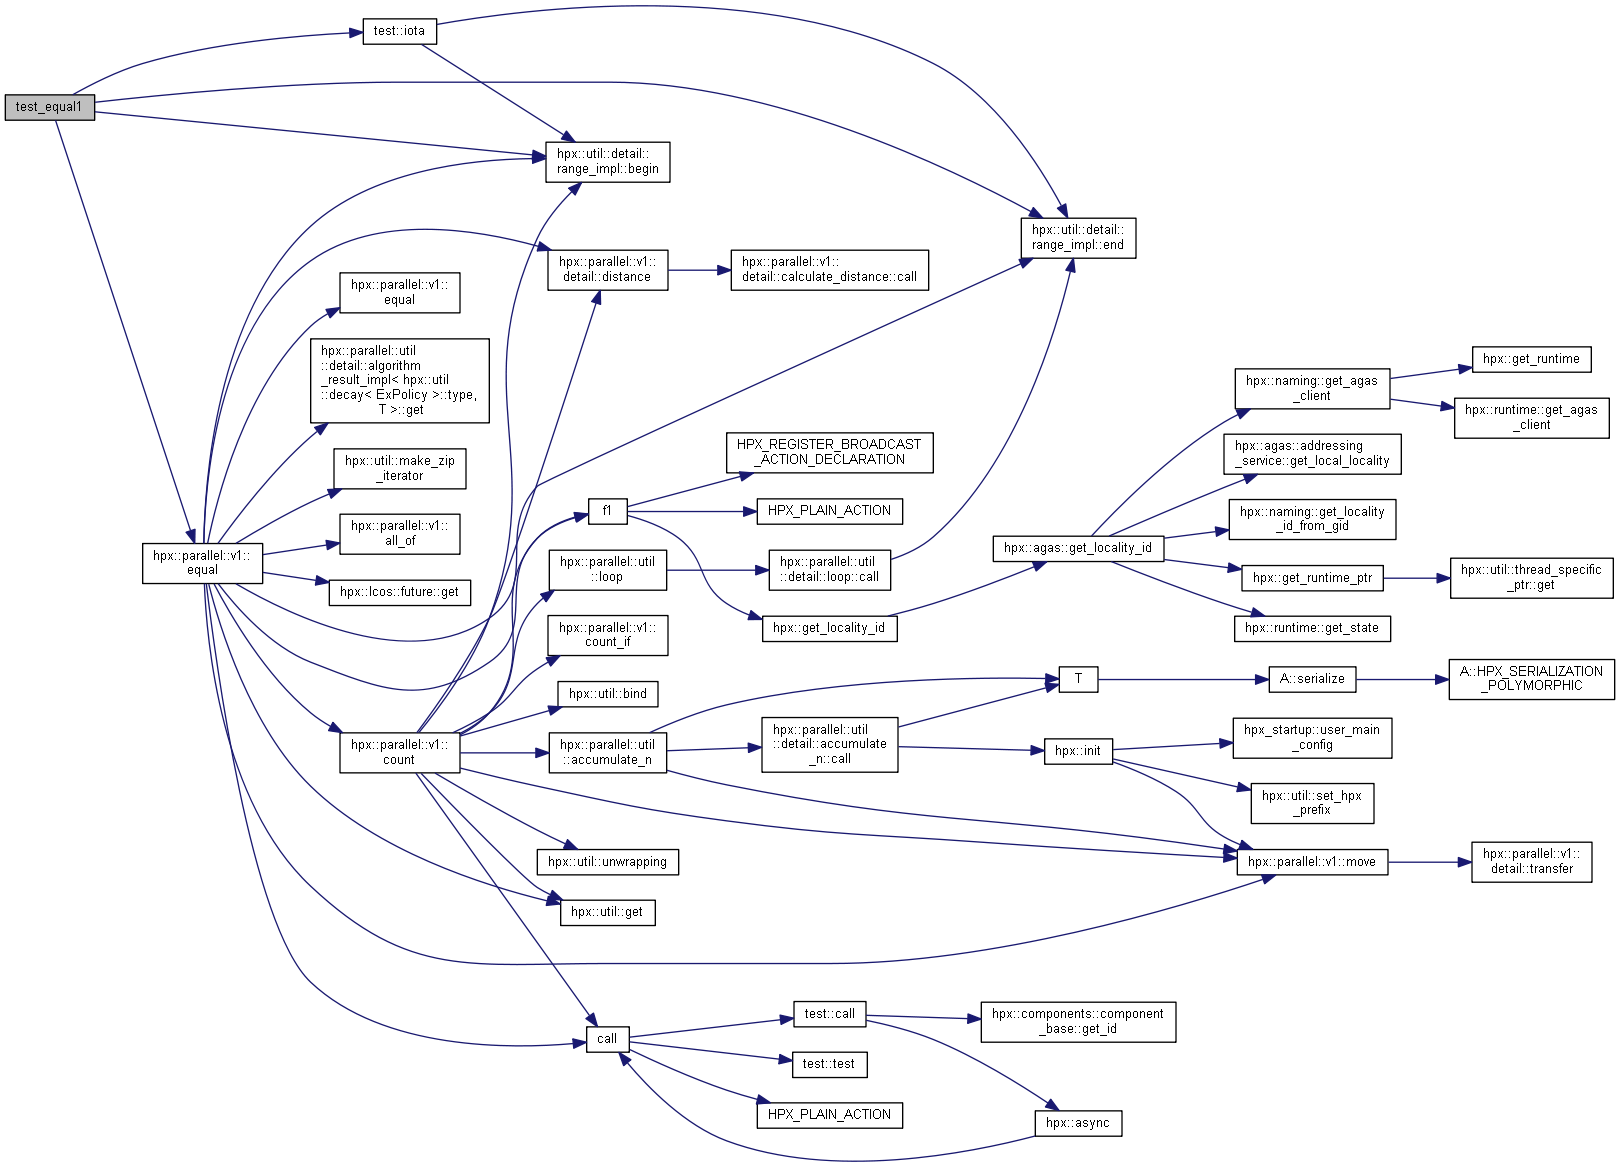 test::iota
test_equal1
hpx::util::detail::
range_impl::begin
hpx::util::detail::
range_impl::end
hpx::parallel::v1::
detail::distance
hpx::parallel::v1::
detail::calculate_distance::call
hpx::parallel::v1::
equal
hpx::parallel::util
::detail::algorithm
_result_impl< hpx::util
::decay< ExPolicy >::type,
T >::get
hpx::get_runtime
hpx::naming::get_agas
_client
hpx::runtime::get_agas
_client
HPX_REGISTER_BROADCAST
_ACTION_DECLARATION
hpx::agas::addressing
_service::get_local_locality
hpx::util::make_zip
_iterator
f1
HPX_PLAIN_ACTION
hpx::naming::get_locality
_id_from_gid
hpx::parallel::v1::
all_of
hpx::agas::get_locality_id
hpx::parallel::v1::
equal
hpx::parallel::util
::loop
hpx::parallel::util
::detail::loop::call
hpx::get_runtime_ptr
hpx::util::thread_specific
_ptr::get
hpx::lcos::future::get
hpx::get_locality_id
hpx::runtime::get_state
hpx::parallel::v1::
count_if
T
A::serialize
A::HPX_SERIALIZATION
_POLYMORPHIC
hpx::util::bind
hpx::parallel::v1::
count
hpx::parallel::util
::accumulate_n
hpx::parallel::util
::detail::accumulate
_n::call
hpx::init
hpx_startup::user_main
_config
hpx::util::set_hpx
_prefix
hpx::util::unwrapping
hpx::parallel::v1::move
hpx::parallel::v1::
detail::transfer
hpx::util::get
call
test::call
hpx::components::component
_base::get_id
test::test
HPX_PLAIN_ACTION
hpx::async